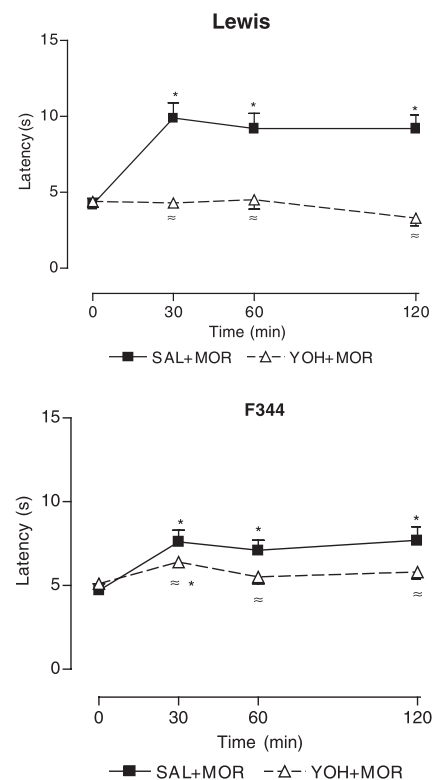 Lewis
15
10
5
0
Latency (s)
*
*
*
≈
≈
≈
0
30
60
120
Time (min)
SAL+MOR
YOH+MOR
F344
15
10
5
0
Latency (s)
*
*
*
≈ *
≈
≈
0
30
60
120
Time (min)
SAL+MOR
YOH+MOR